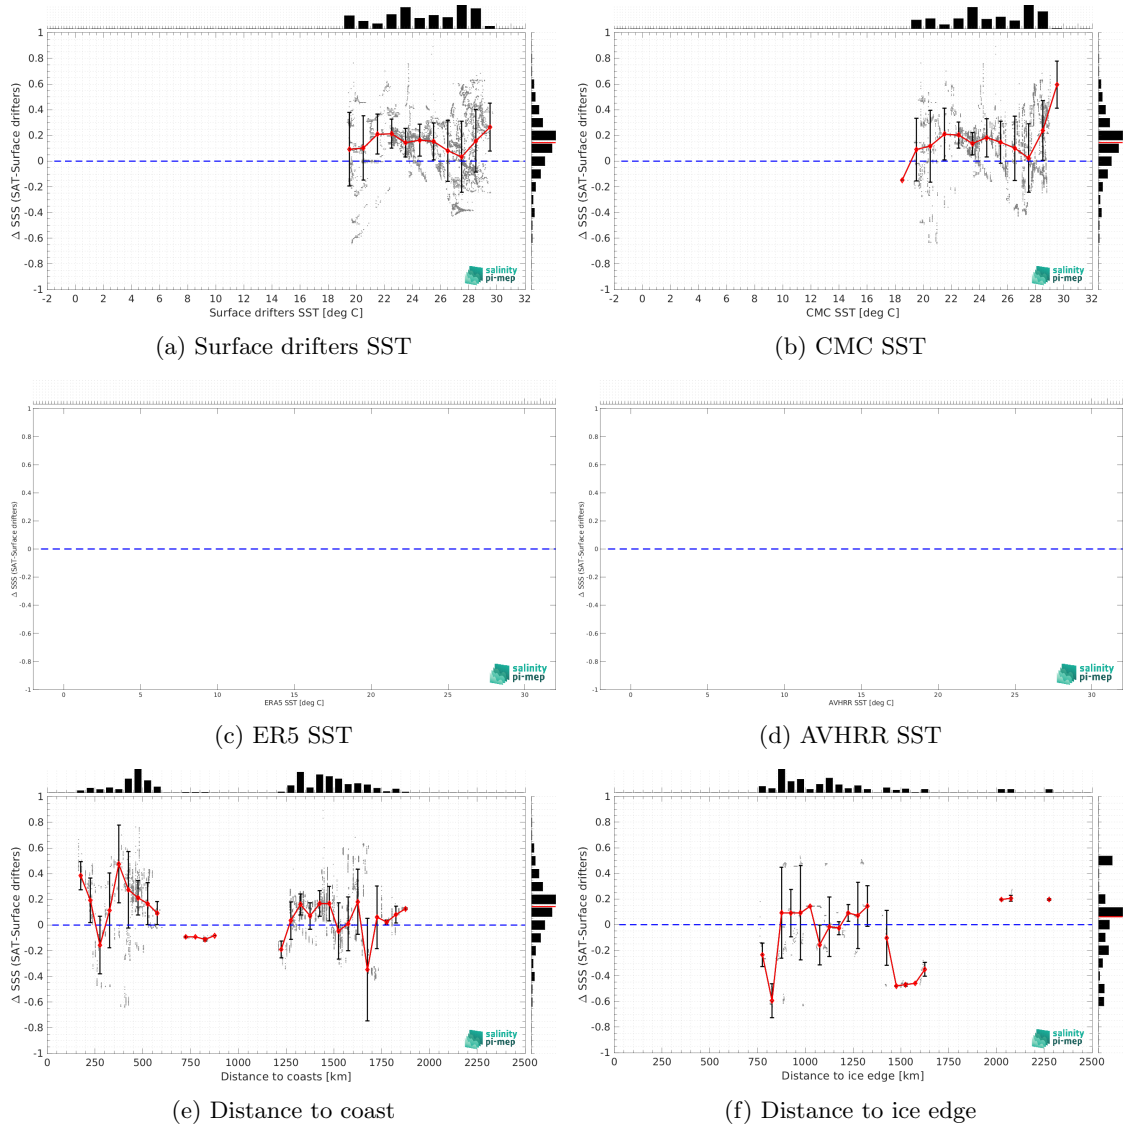 1
0.8
0.6
0.4
0.2
0
-0.2
-0.4
-0.6
-0.8
-1
Δ SSS (SAT-Surface drifters)
-2 0 2 4 6 8 10 12 14 16 18 20 22 24 26 28 30 32
Surface drifters SST [deg C]
salinity
pi-mep
(a) Surface drifters SST
1
0.8
0.6
0.4
0.2
0
-0.2
-0.4
-0.6
-0.8
-1
Δ SSS (SAT-Surface drifters)
-2 0 2 4 6 8 10 12 14 16 18 20 22 24 26 28 30 32
CMC SST [deg C]
salinity
pi-mep
(b) CMC SST
1
0.8
0.6
0.4
0.2
0
-0.2
-0.4
-0.6
-0.8
-1
Δ SSS (SAT-Surface drifters)
0 5 10 15 20 25 30
ERA5 SST [deg C]
salinity
pi-mep
(c) ER5 SST
1
0.8
0.6
0.4
0.2
0
-0.2
-0.4
-0.6
-0.8
-1
Δ SSS (SAT-Surface drifters)
0 5 10 15 20 25 30
AVHRR SST [deg C]
salinity
pi-mep
(d) AVHRR SST
1
0.8
0.6
0.4
0.2
0
-0.2
-0.4
-0.6
-0.8
-1
Δ SSS (SAT-Surface drifters)
0 250 500 750 1000 1250 1500 1750 2000 2500
Distance to coasts [km]
salinity
pi-mep
(e) Distance to coast
1
0.8
0.6
0.4
0.2
0
-0.2
-0.4
-0.6
-0.8
-1
Δ SSS (SAT-Surface drifters)
0 250 500 750 1000 1250 1500 1750 2000 2500
Distance to ice edge [km]
salinity
pi-mep
(f) Distance to ice edge